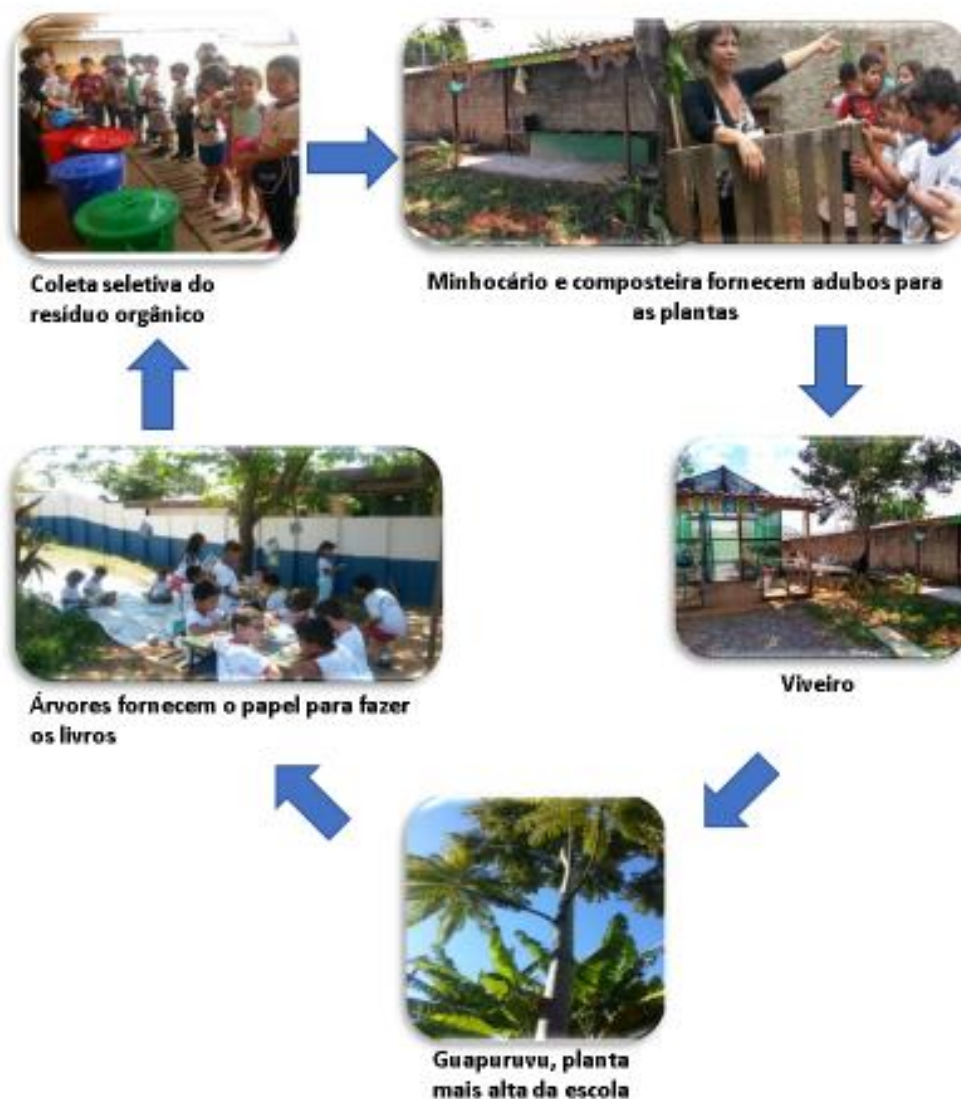 Coleta seletiva do
resíduo orgânico
Minhocário e composteira fornecem adubos para
as plantas
Viveiro
Guapuruvu, planta
mais alta da escola
Árvores fornecem o papel para fazer
os livros